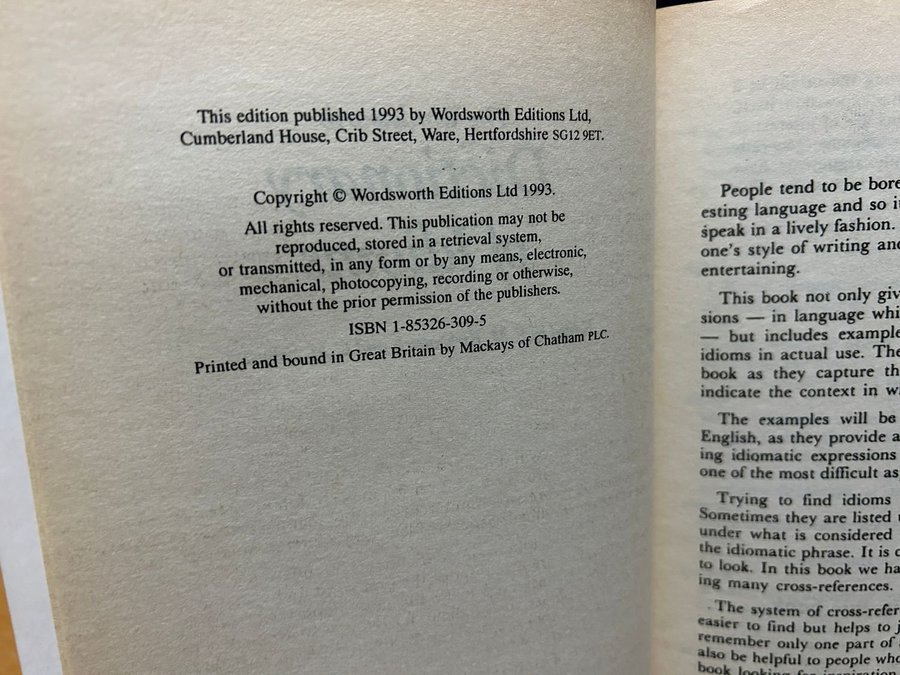 This edition published 1993 by Wordsworth Editions Ltd,
Cumberland House, Crib Street, Ware, Hertfordshire SG12 9ET.
Copyright © Wordsworth Editions Ltd 1993.
All rights reserved. This publication may not be
reproduced, stored in a retrieval system,
or transmitted, in any form or by any means, electronic,
mechanical, photocopying, recording or otherwise,
without the prior permission of the publishers.
ISBN 1-85326-309-5
Printed and bound in Great Britain by Mackays of Chatham PLC.
People tend to be bore
esting language and so i
speak in a lively fashion.
one's style of writing and
entertaining.
This book not only giv
sions — in language whi
— but includes example
idioms in actual use. The
book as they capture th
indicate the context in w
The examples will be
English, as they provide a
ing idiomatic expressions
one of the most difficult as
Trying to find idioms
Sometimes they are listed u
under what is considered
the idiomatic phrase. It is c
to look. In this book we ha
ing many cross-references.
The system of cross-refer
easier to find but helps to j
remember only one part of
also be helpful to people who
book looking for inspiration